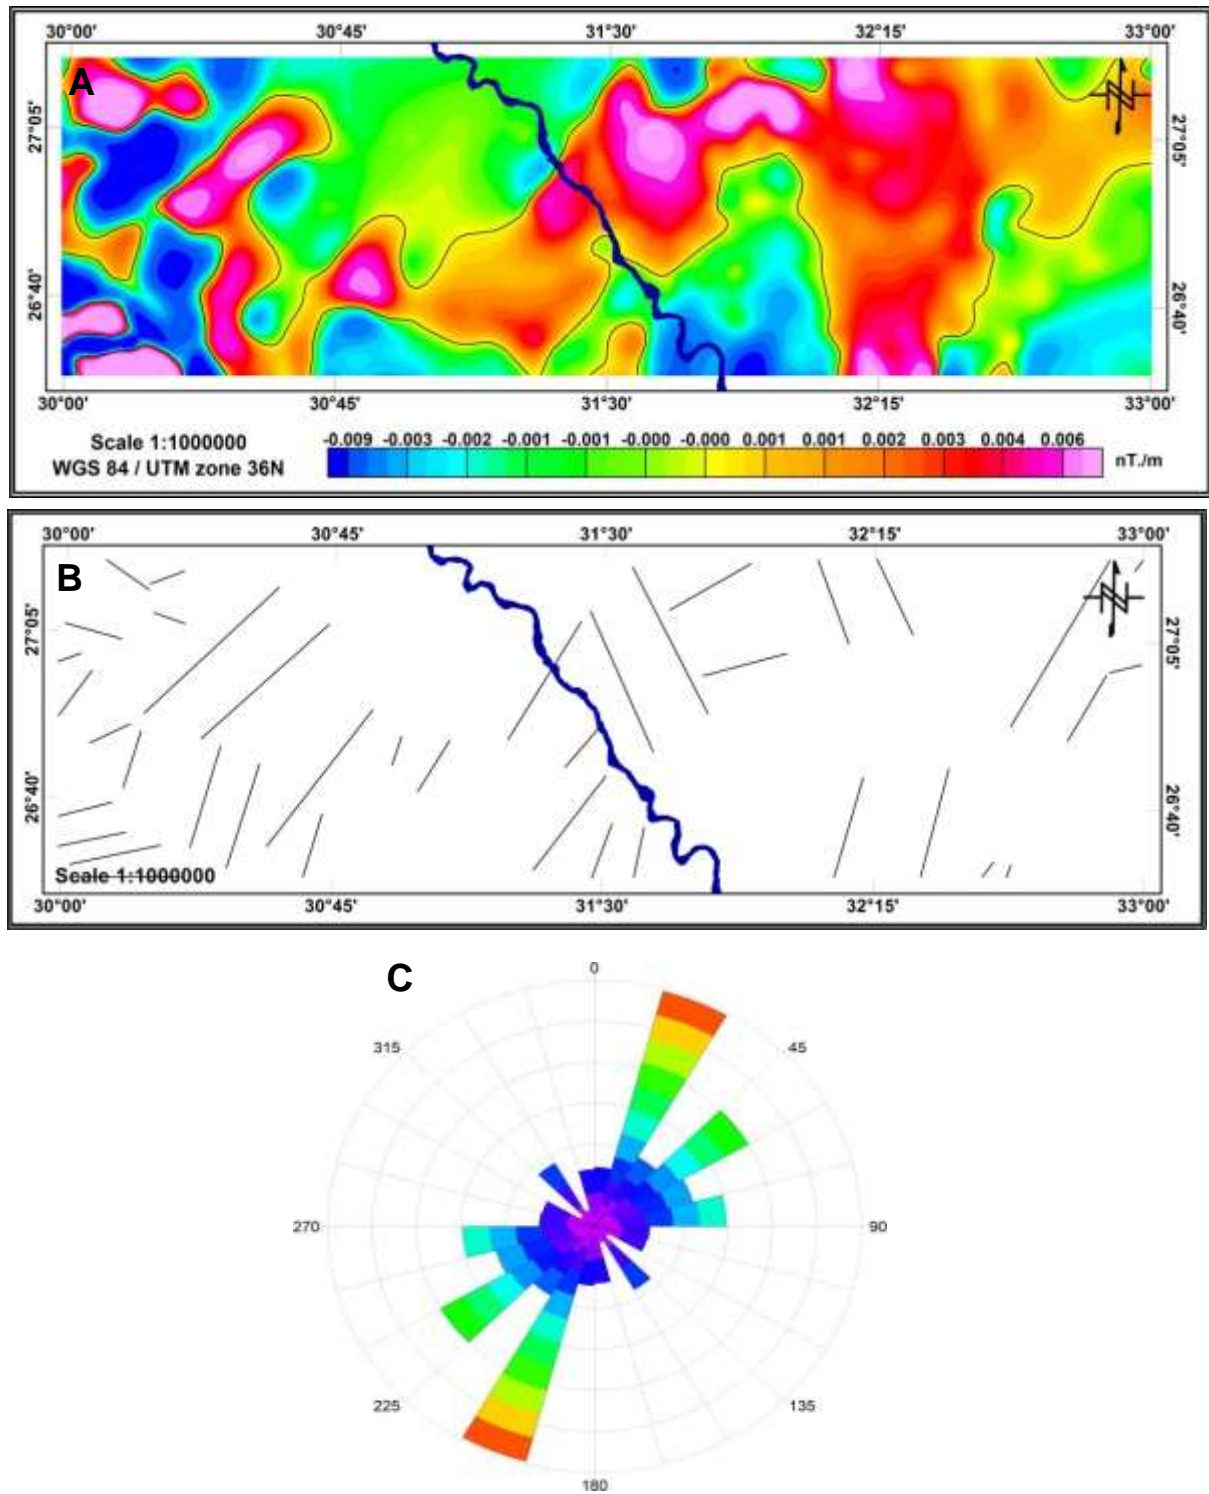 30°00' 30°45' 31°30' 32°15' 33°00'
A
27°05' 27°05'
26°40' 26°40'
30°00' 30°45' 31°30' 32°15' 33°00'
Scale 1:1000000
WGS 84 / UTM zone 36N
-0.009 -0.003 -0.002 -0.001 -0.001 -0.000 -0.000 0.001 0.001 0.002 0.003 0.004 0.006
nT./m
30°00' 30°45' 31°30' 32°15' 33°00'
B
27°05' 27°05'
26°40' 26°40'
Scale 1:1000000
30°00' 30°45' 31°30' 32°15' 33°00'
C
0
315 45
270 90
225 135
180